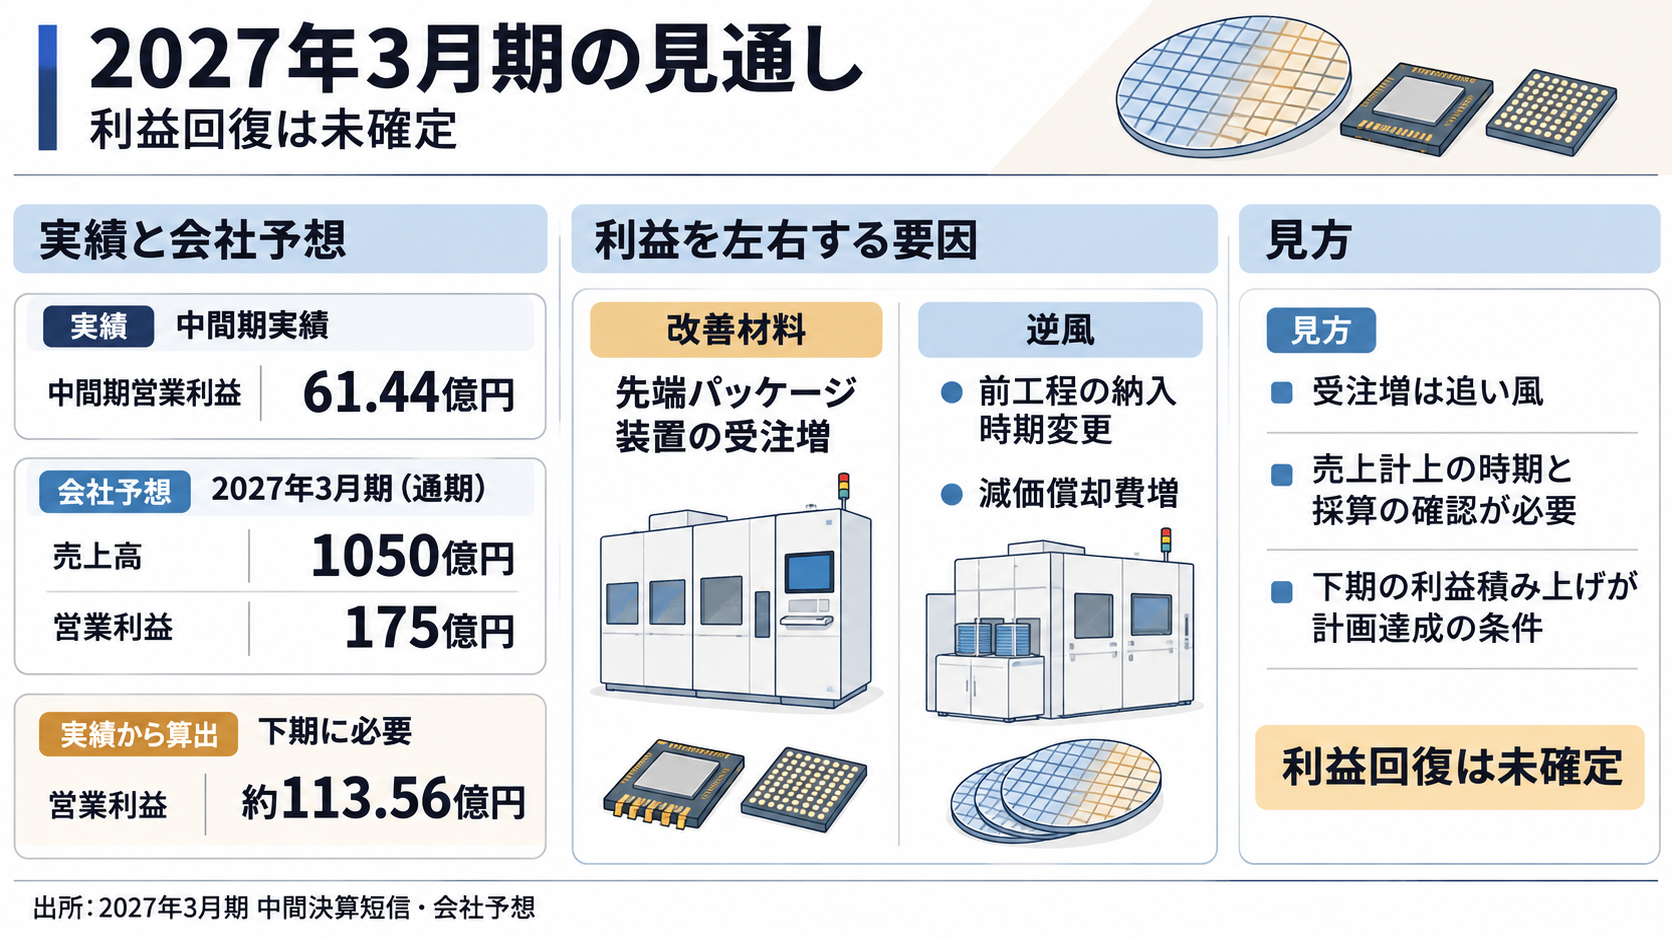 2027年3月期の見通し
利益回復は未確定
実績と会社予想
実績 中間期実績
中間期営業利益 61.44億円
会社予想 2027年3月期（通期）
売上高 1050億円
営業利益 175億円
実績から算出 下期に必要
営業利益 約113.56億円
利益を左右する要因
改善材料
先端パッケージ
装置の受注増
逆風
前工程の納入
時期変更
減価償却費増
見方
見方
受注増は追い風
売上計上の時期と
採算の確認が必要
下期の利益積み上げが
計画達成の条件
利益回復は未確定
出所：2027年3月期 中間決算短信・会社予想